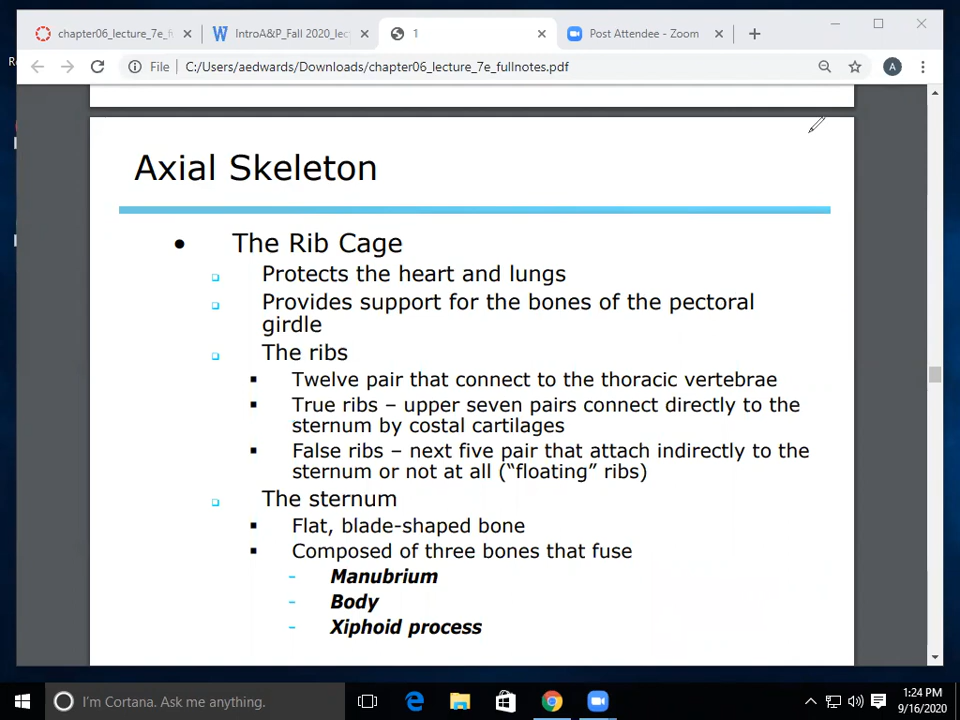 chapter06_lecture_7e_f
IntroA&P_Fall 2020_lec
1
Post Attendee - Zoom
File
C:/Users/aedwards/Downloads/chapter06_lecture_7e_fullnotes.pdf
A
Axial Skeleton
• The Rib Cage
Protects the heart and lungs
Provides support for the bones of the pectoral
girdle
The ribs
Twelve pair that connect to the thoracic vertebrae
True ribs – upper seven pairs connect directly to the
sternum by costal cartilages
False ribs – next five pair that attach indirectly to the
sternum or not at all (“floating” ribs)
The sternum
Flat, blade-shaped bone
Composed of three bones that fuse
- Manubrium
- Body
- Xiphoid process
I'm Cortana. Ask me anything.
1:24 PM
9/16/2020